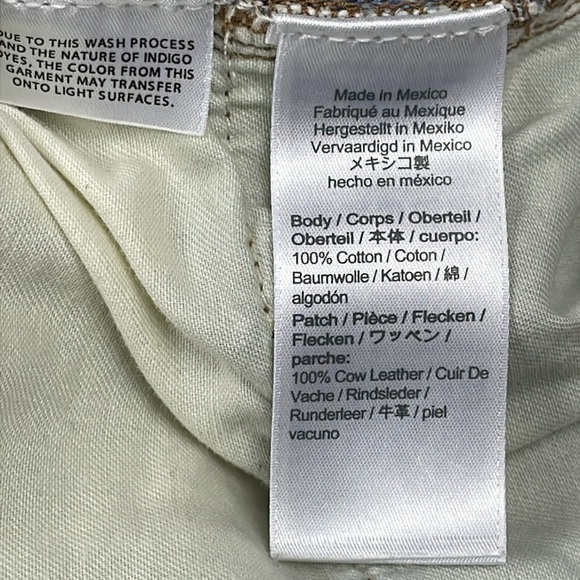 DUE TO THIS WASH PROCESS
AND THE NATURE OF INDIGO
DYES, THE COLOR FROM THIS
GARMENT MAY TRANSFER
ONTO LIGHT SURFACES.
Made in Mexico
Fabriqué au Mexique
Hergestellt in Mexiko
Vervaardigd in Mexico
メキシコ製
hecho en méxico
Body / Corps / Oberteil /
Oberteil / 本体 / cuerpo:
100% Cotton / Coton /
Baumwolle / Katoen / 綿 /
algodón
Patch / Pièce / Flecken /
Flecken / ワッペン /
parche:
100% Cow Leather / Cuir De
Vache / Rindsleder /
Runderleer / 牛革 / piel
vacuno